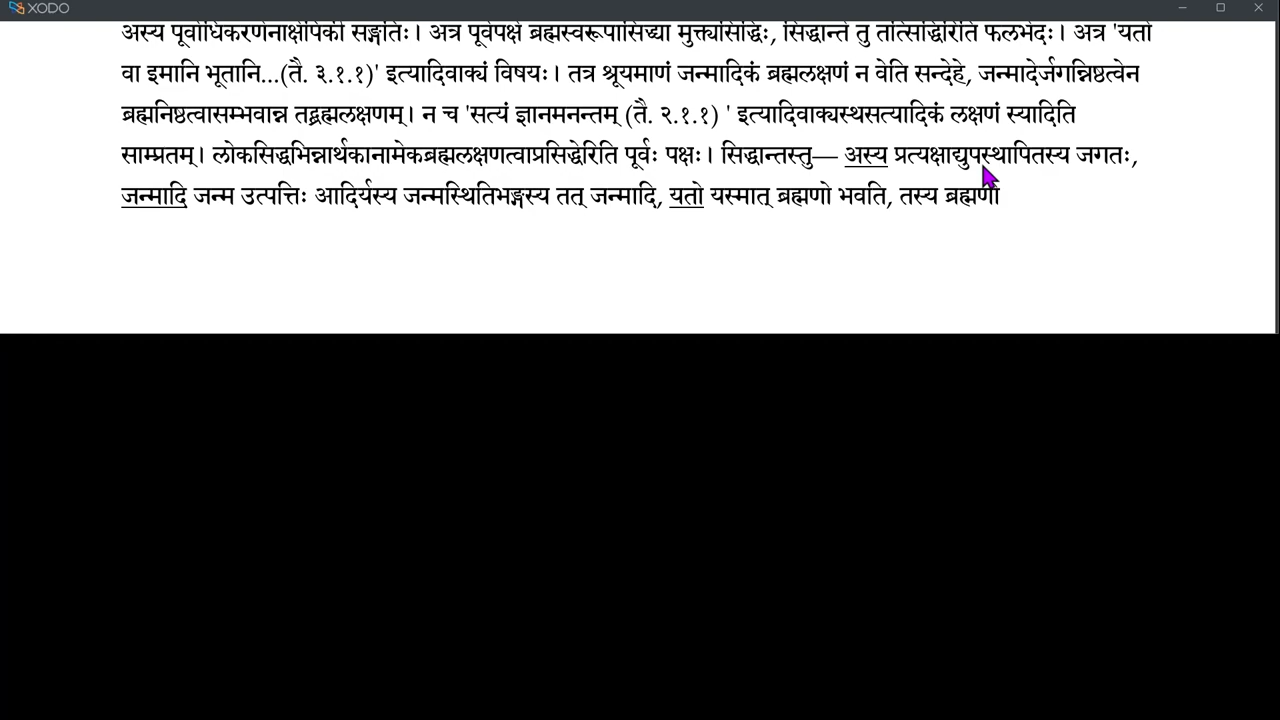 XODO
अस्य पूर्वाधिकरणेनाक्षेपिकी सङ्गतिः। अत्र पूर्वपक्षे ब्रह्मस्वरूपासिद्ध्या मुक्त्यसिद्धिः, सिद्धान्ते तु तत्सिद्धिरिति फलभेदः। अत्र 'यतो
वा इमानि भूतानि...(तै. ३.१.१)' इत्यादिवाक्यं विषयः। तत्र श्रूयमाणं जन्मादिकं ब्रह्मलक्षणं न वेति सन्देहे, जन्मादेर्जगन्निष्ठत्वेन
ब्रह्मनिष्ठत्वासम्भवान्न तद्ब्रह्मलक्षणम्। न च 'सत्यं ज्ञानमनन्तम् (तै. २.१.१) ' इत्यादिवाक्यस्थसत्यादिकं लक्षणं स्यादिति
साम्प्रतम्। लोकसिद्धभिन्नार्थकानामेकब्रह्मलक्षणत्वाप्रसिद्धेरिति पूर्वः पक्षः। सिद्धान्तस्तु— अस्य प्रत्यक्षाद्युपस्थापितस्य जगतः,
जन्मादि जन्म उत्पत्तिः आदिर्यस्य जन्मस्थितिभङ्गस्य तत् जन्मादि, यतो यस्मात् ब्रह्मणो भवति, तस्य ब्रह्मणो